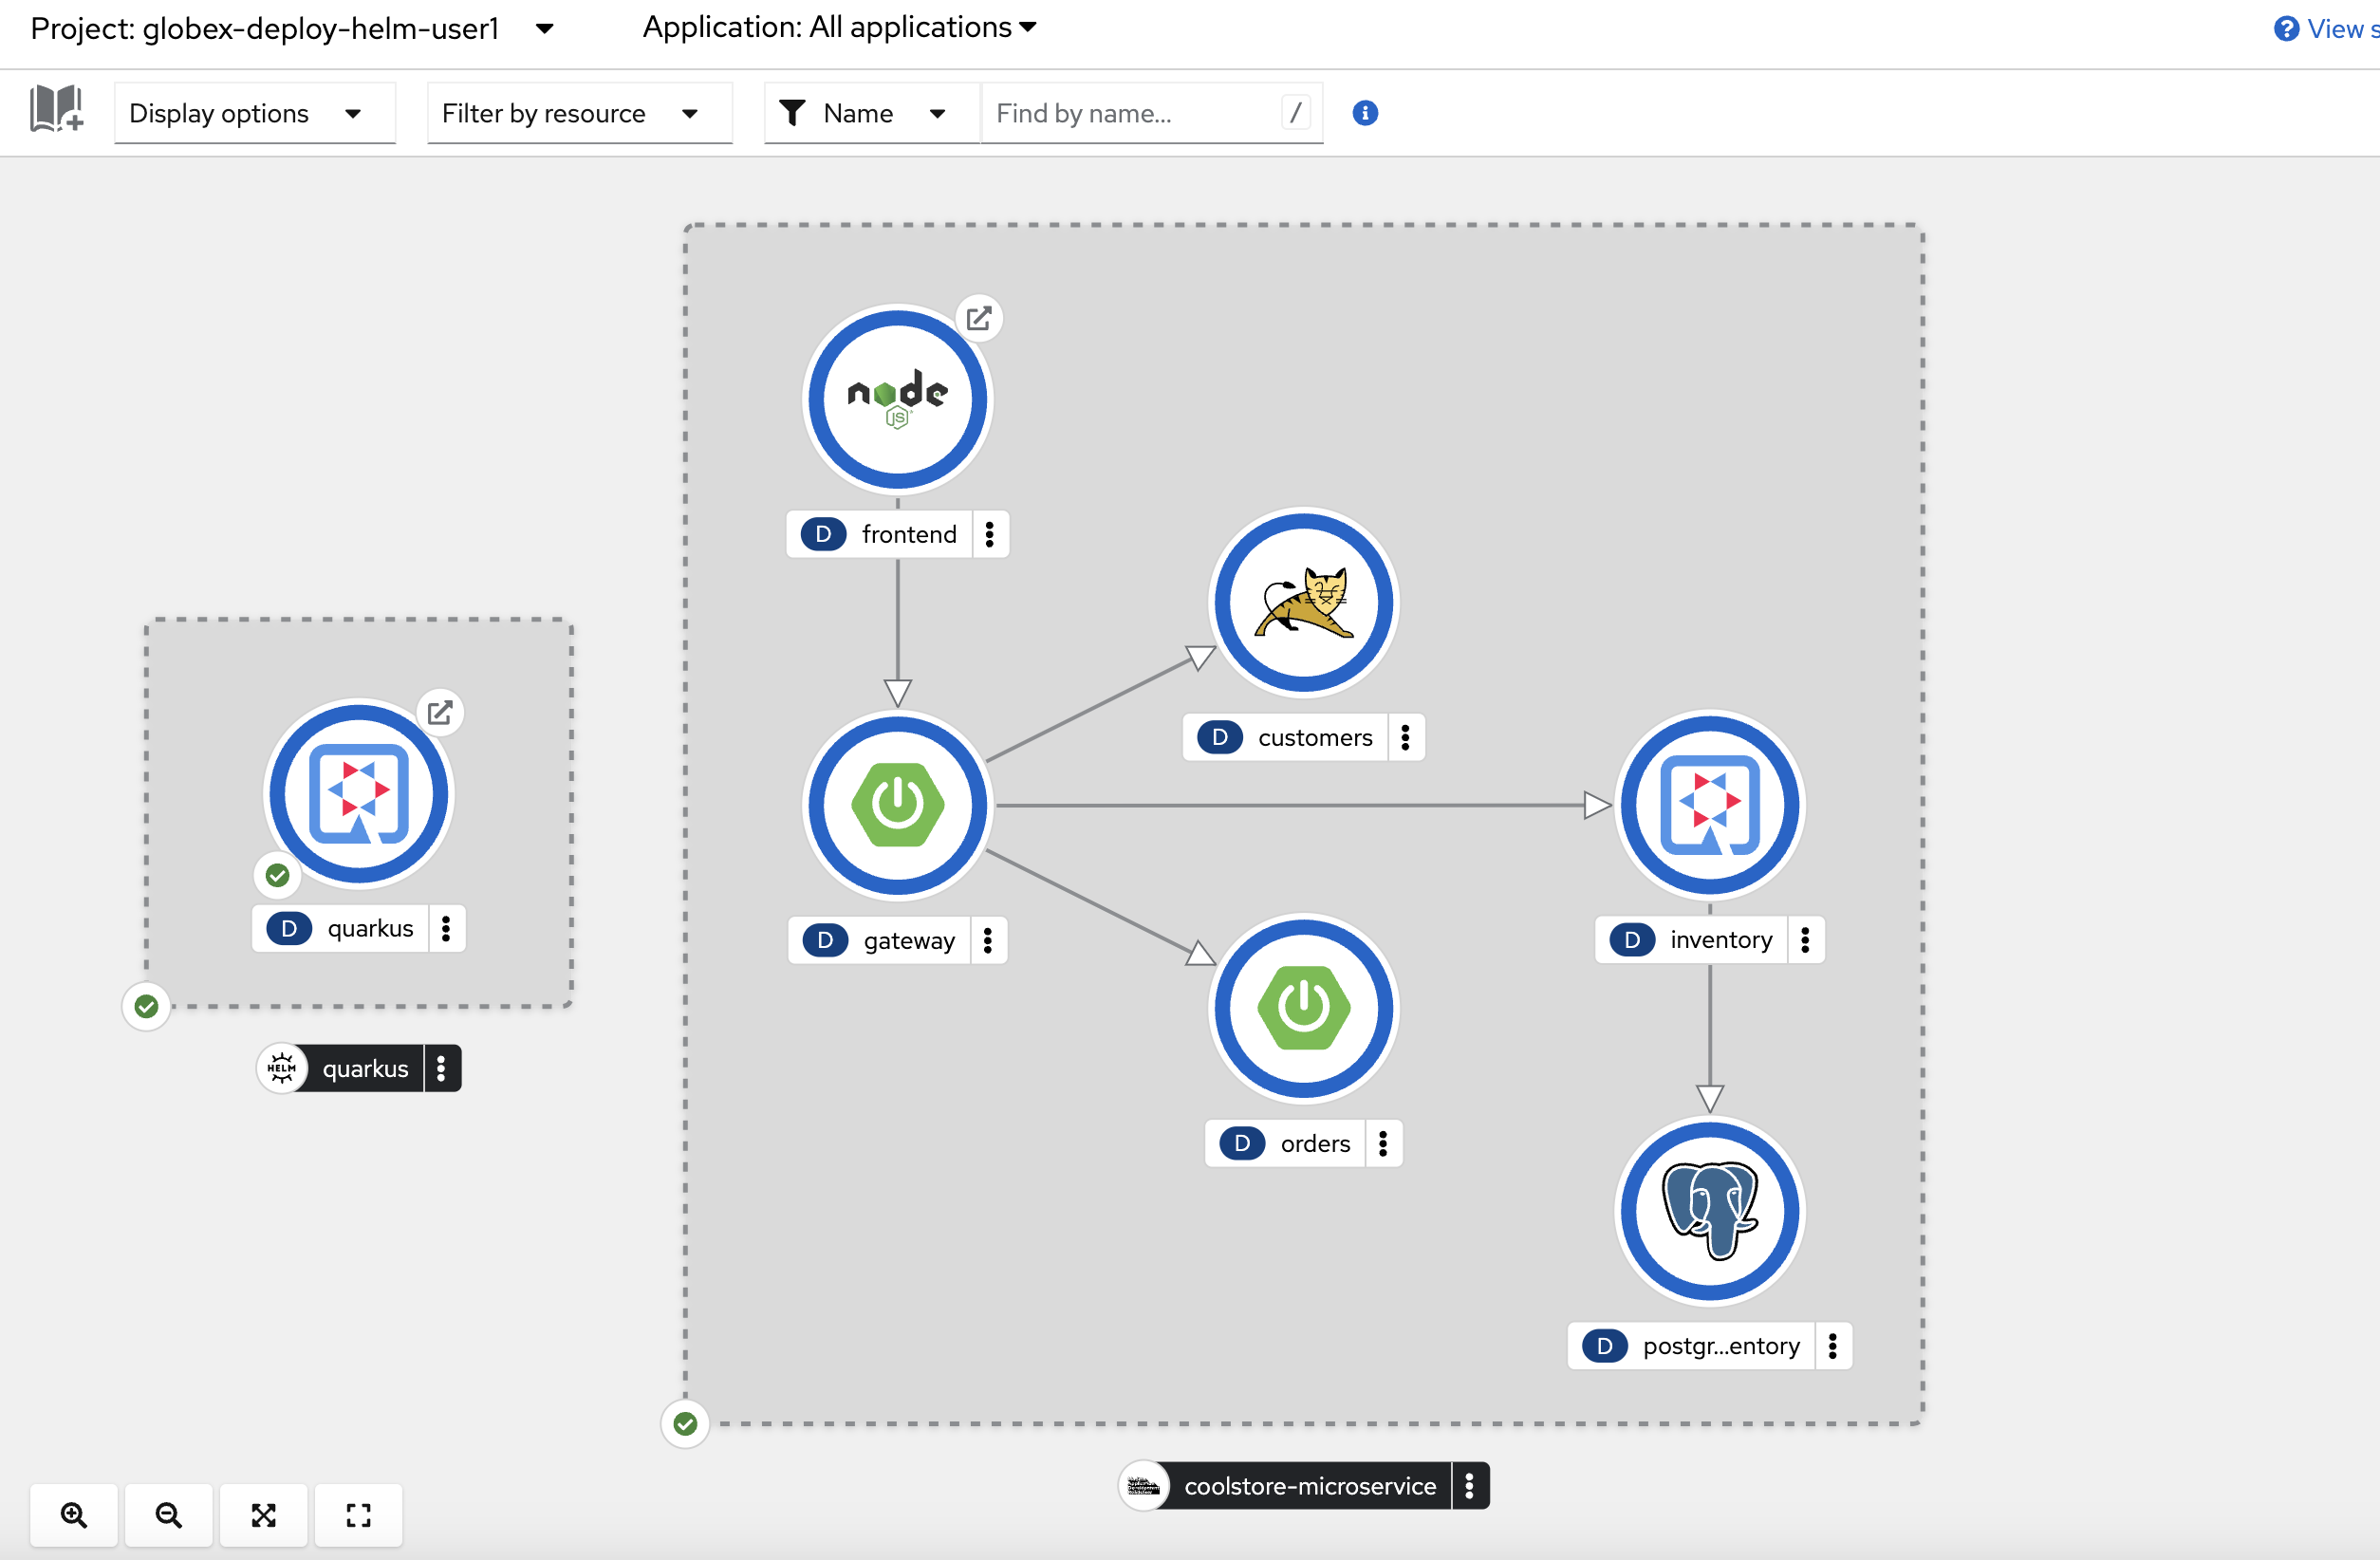 Project: globex-deploy-helm-user1
Application: All applications
View s
Display options
Filter by resource
Name
Find by name...
/
node
JS
D frontend
D customers
D quarkus
D gateway
D inventory
HELM quarkus
D orders
D postgr...entory
coolstore-microservice